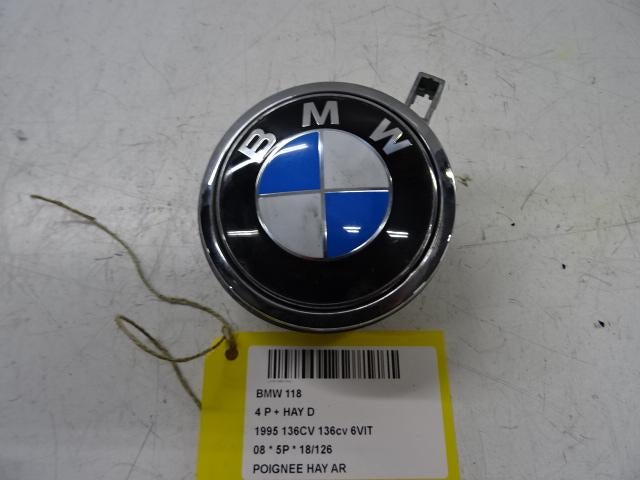 BMW
BMW 118
4 P + HAY D
1995 136CV 136cv 6VIT
08 * 5P * 18/126
POIGNEE HAY AR